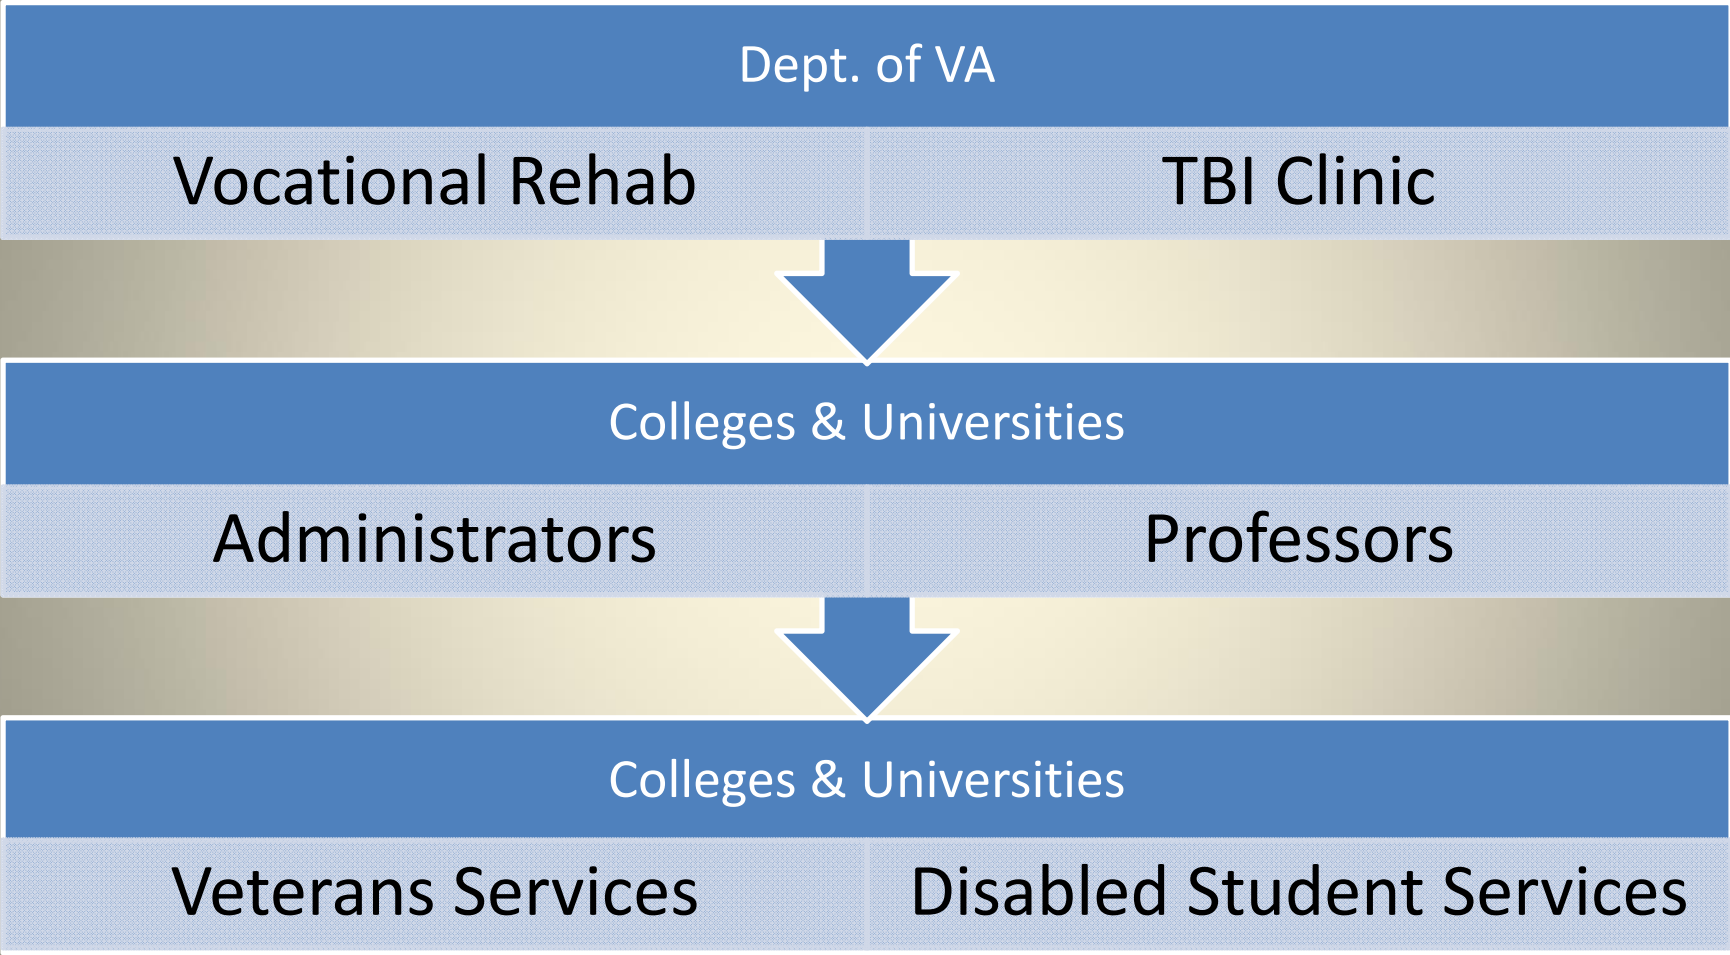 Dept. of VA
Vocational Rehab
TBI Clinic
Colleges & Universities
Administrators
Professors
Colleges & Universities
Veterans Services
Disabled Student Services